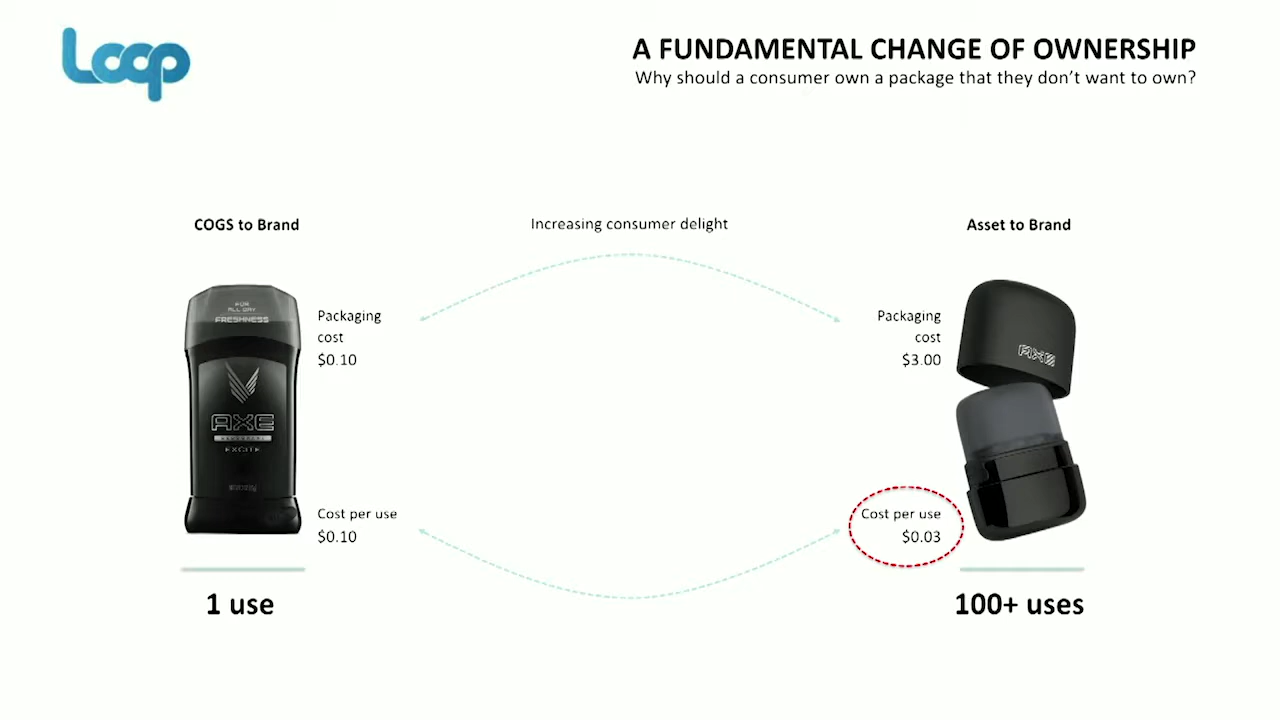 Loop
A FUNDAMENTAL CHANGE OF OWNERSHIP
Why should a consumer own a package that they don't want to own?
COGS to Brand
Increasing consumer delight
Asset to Brand
FOR
ALL DAY
FRESHNESS
Packaging
cost
$0.10
Packaging
cost
$3.00
AXE
AXE
EXCITE
Cost per use
$0.10
Cost per use
$0.03
1 use
100+ uses